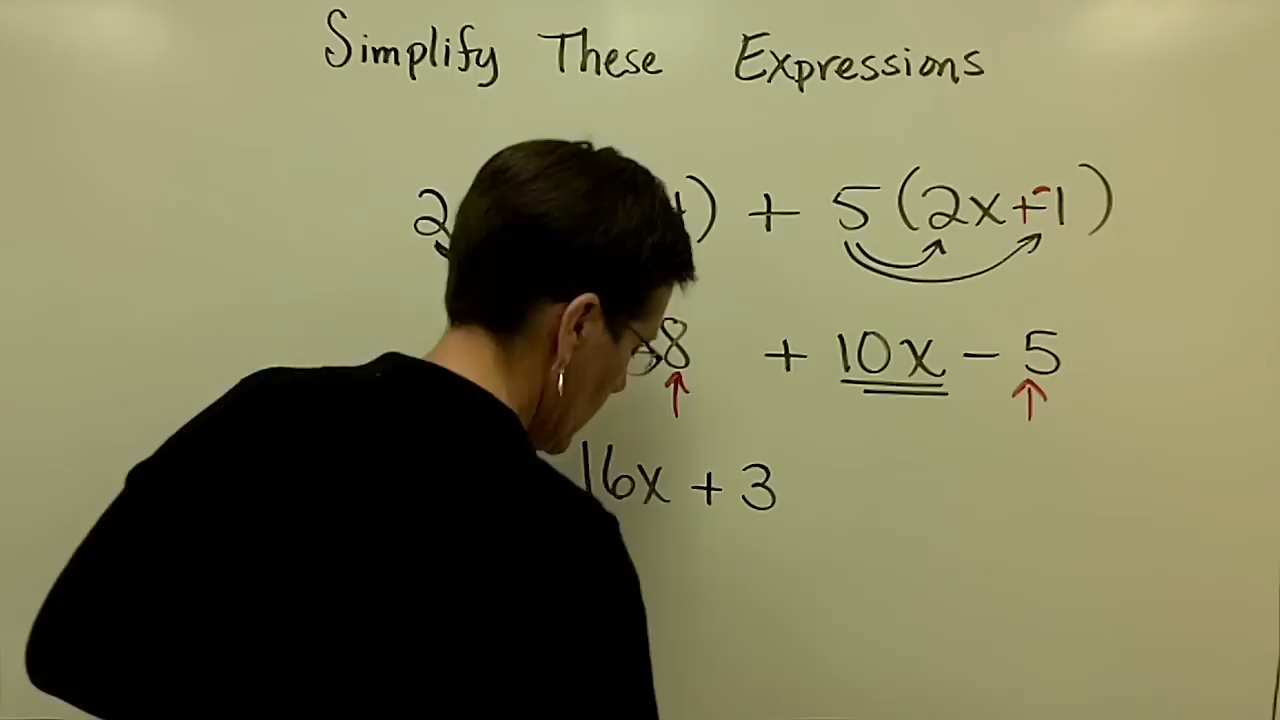 Simplify These Expressions
2 ) + 5(2x+-1)
8 + 10x - 5
16x + 3